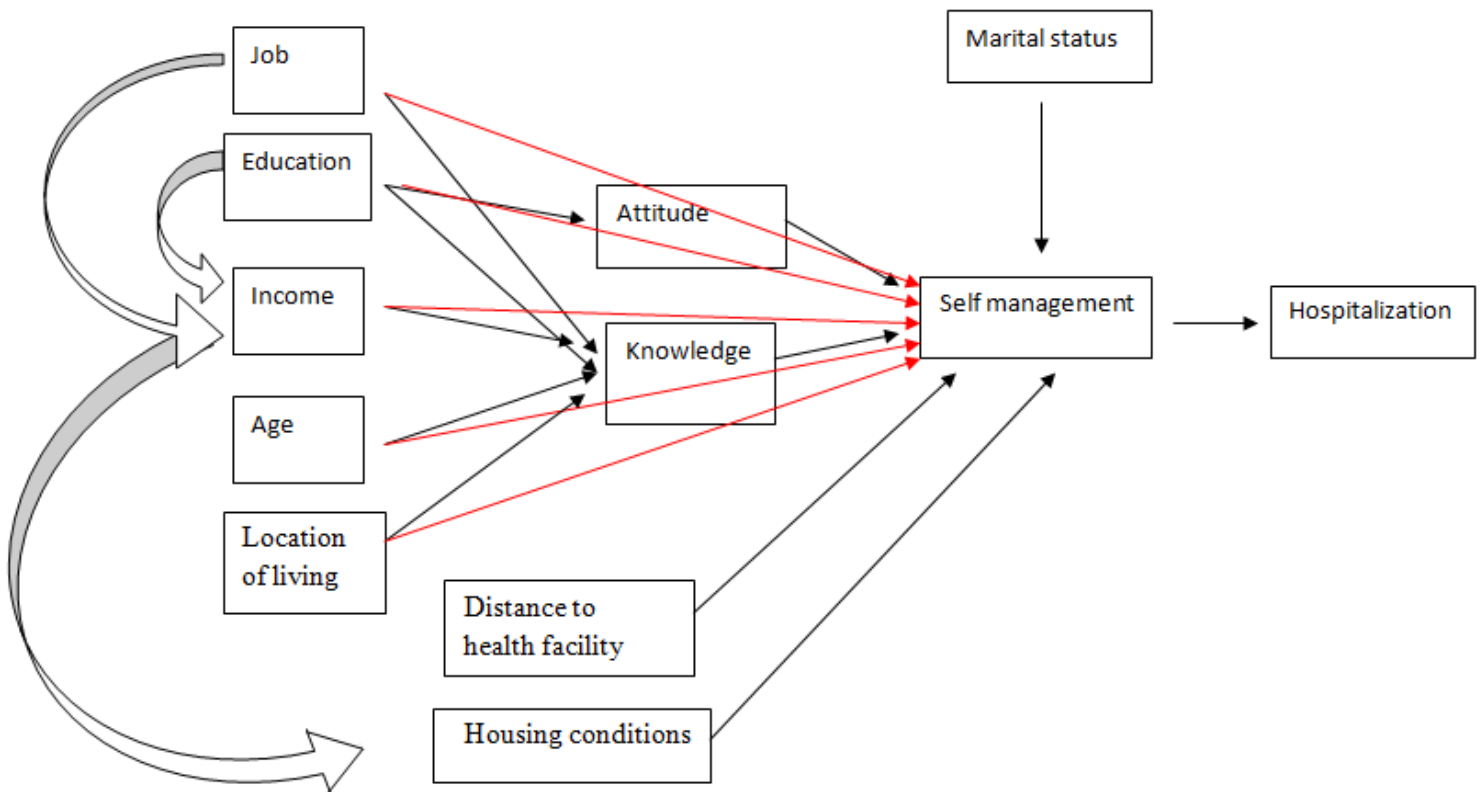 Job
Marital status
Education
Attitude
Income
Self management
Hospitalization
Knowledge
Age
Location
of living
Distance to
health facility
Housing conditions